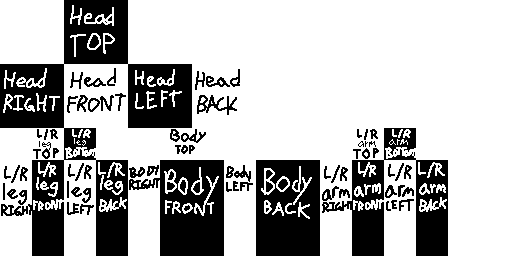 Head
TOP
Head
RIGHT
Head
FRONT
Head
LEFT
Head
BACK
L/R
leg
TOP
L/R
leg
BOTTOM
Body
TOP
L/R
arm
TOP
L/R
arm
BOTTOM
L/R
leg
RIGHT
L/R
leg
FRONT
L/R
leg
LEFT
L/R
leg
BACK
BODY
RIGHT
Body
FRONT
Body
LEFT
Body
BACK
L/R
arm
RIGHT
L/R
arm
FRONT
L/R
arm
LEFT
L/R
arm
BACK